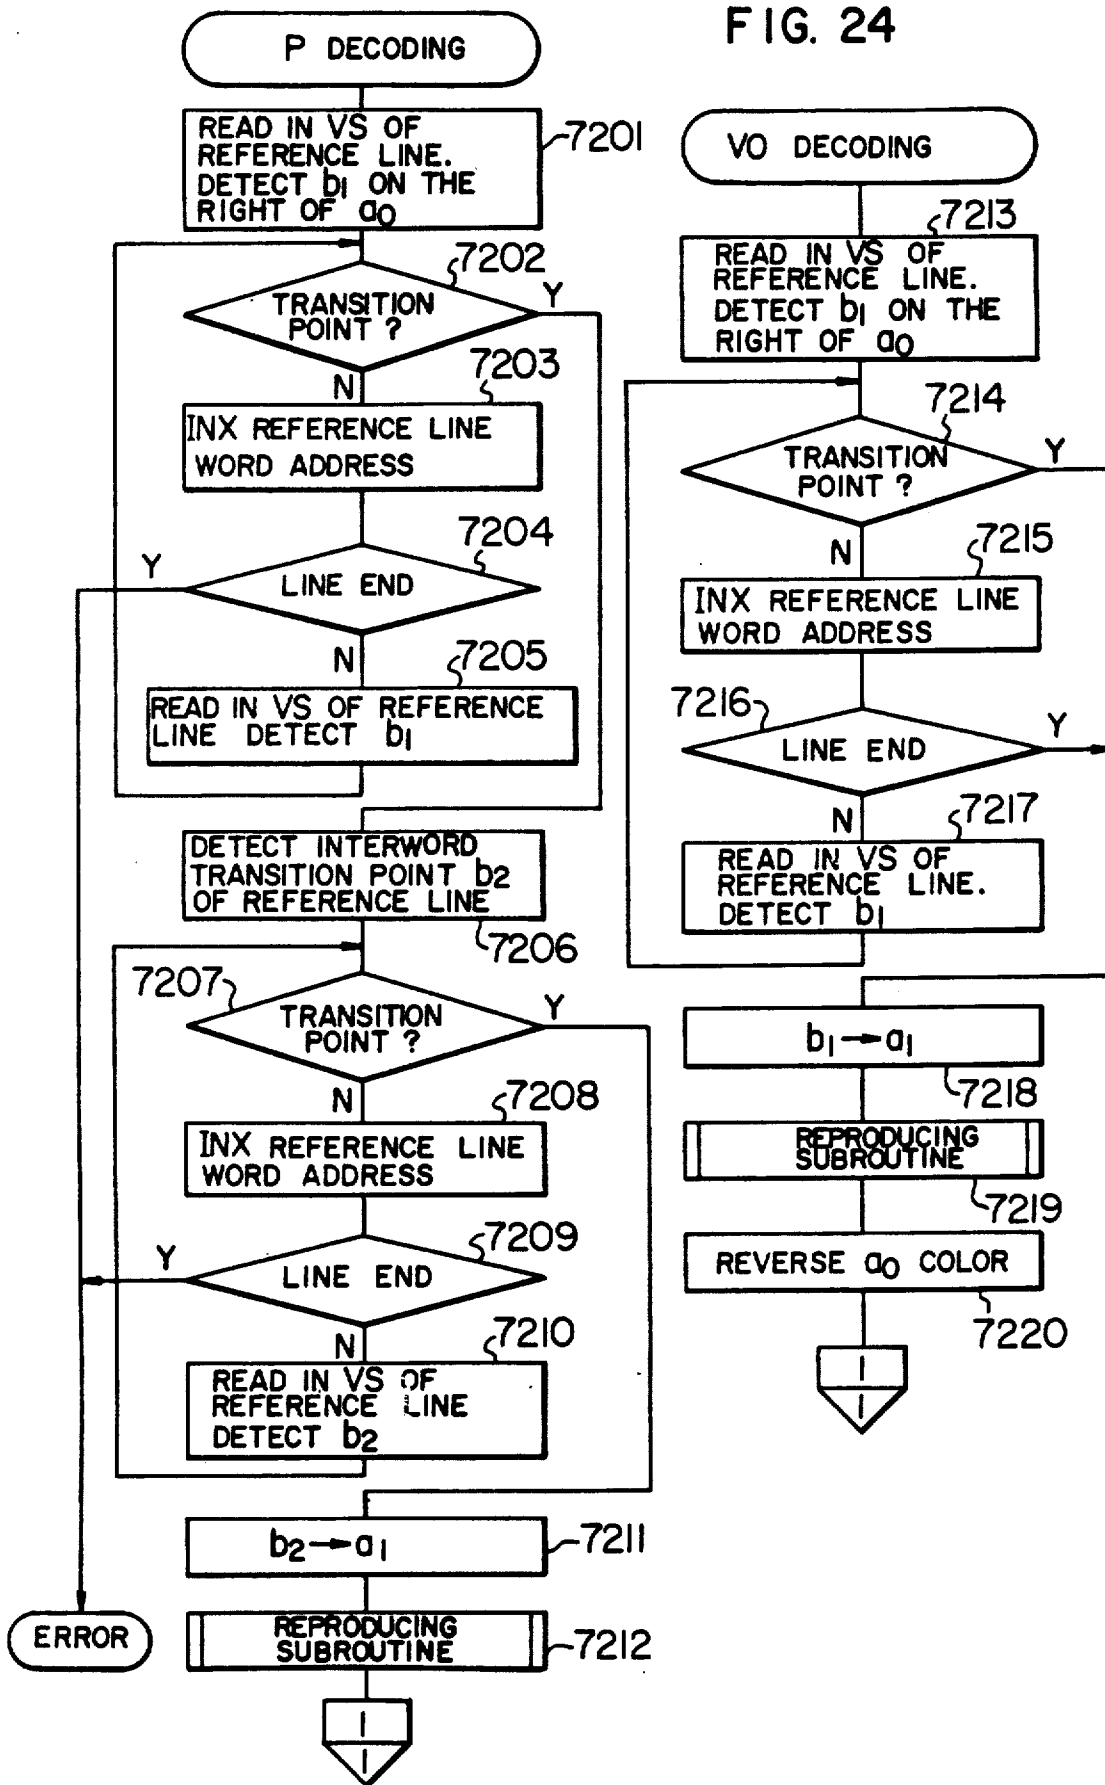 FIG. 24
P DECODING
READ IN VS OF
REFERENCE LINE.
DETECT b1 ON THE
RIGHT OF a0
7201
7202
TRANSITION
POINT ?
Y
N
7203
INX REFERENCE LINE
WORD ADDRESS
7204
LINE END
Y
N
7205
READ IN VS OF REFERENCE
LINE DETECT b1
DETECT INTERWORD
TRANSITION POINT b2
OF REFERENCE LINE
7206
7207
TRANSITION
POINT ?
Y
N
7208
INX REFERENCE LINE
WORD ADDRESS
7209
LINE END
Y
N
7210
READ IN VS OF
REFERENCE LINE
DETECT b2
b2→a1
7211
REPRODUCING
SUBROUTINE
7212
ERROR
I
VO DECODING
7213
READ IN VS OF
REFERENCE LINE.
DETECT b1 ON THE
RIGHT OF a0
7214
TRANSITION
POINT ?
Y
N
7215
INX REFERENCE LINE
WORD ADDRESS
7216
LINE END
Y
N
7217
READ IN VS OF
REFERENCE LINE.
DETECT b1
b1→a1
7218
REPRODUCING
SUBROUTINE
7219
REVERSE a0 COLOR
7220
I